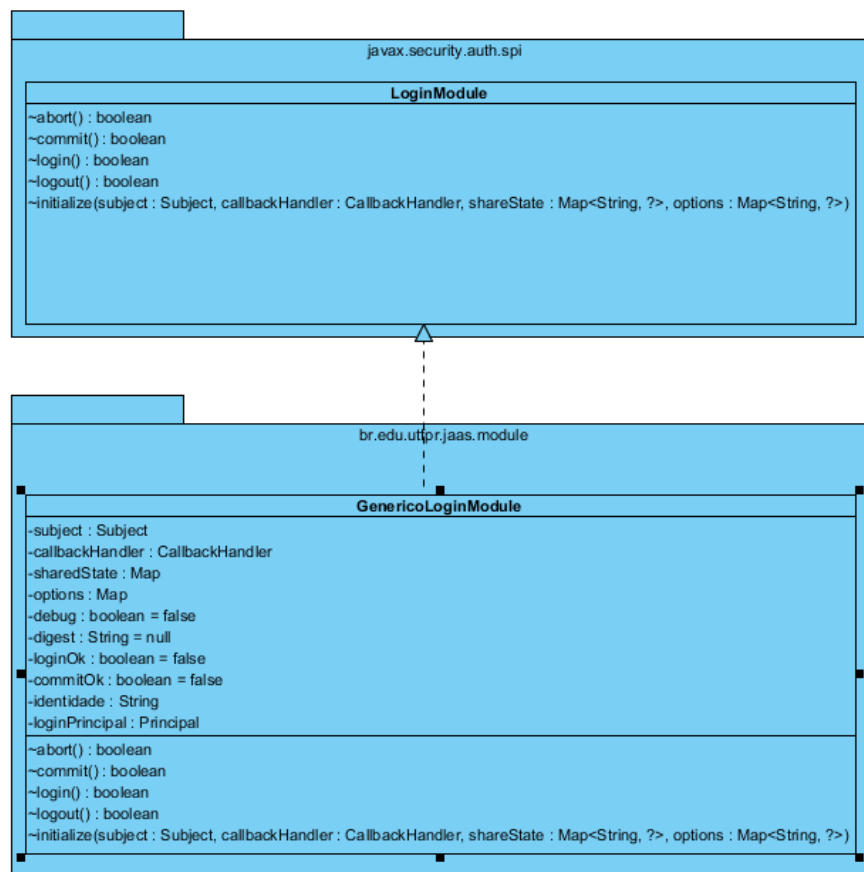 javax.security.auth.spi
LoginModule
~abort() : boolean
~commit() : boolean
~login() : boolean
~logout() : boolean
~initialize(subject : Subject, callbackHandler : CallbackHandler, shareState : Map<String, ?>, options : Map<String, ?>)
br.edu.utfpr.jaas.module
GenericoLoginModule
-subject : Subject
-callbackHandler : CallbackHandler
-sharedState : Map
-options : Map
-debug : boolean = false
-digest : String = null
-loginOk : boolean = false
-commitOk : boolean = false
-identidade : String
-loginPrincipal : Principal
~abort() : boolean
~commit() : boolean
~login() : boolean
~logout() : boolean
~initialize(subject : Subject, callbackHandler : CallbackHandler, shareState : Map<String, ?>, options : Map<String, ?>)